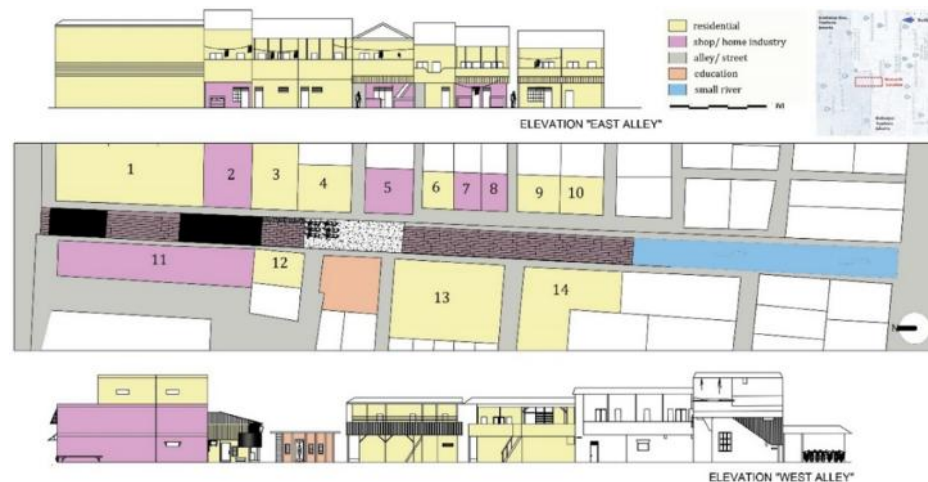 residential
shop/ home industry
alley/ street
education
small river
ELEVATION "EAST ALLEY"
1
2
3
4
5
6
7
8
9
10
11
12
13
14
N
ELEVATION "WEST ALLEY"